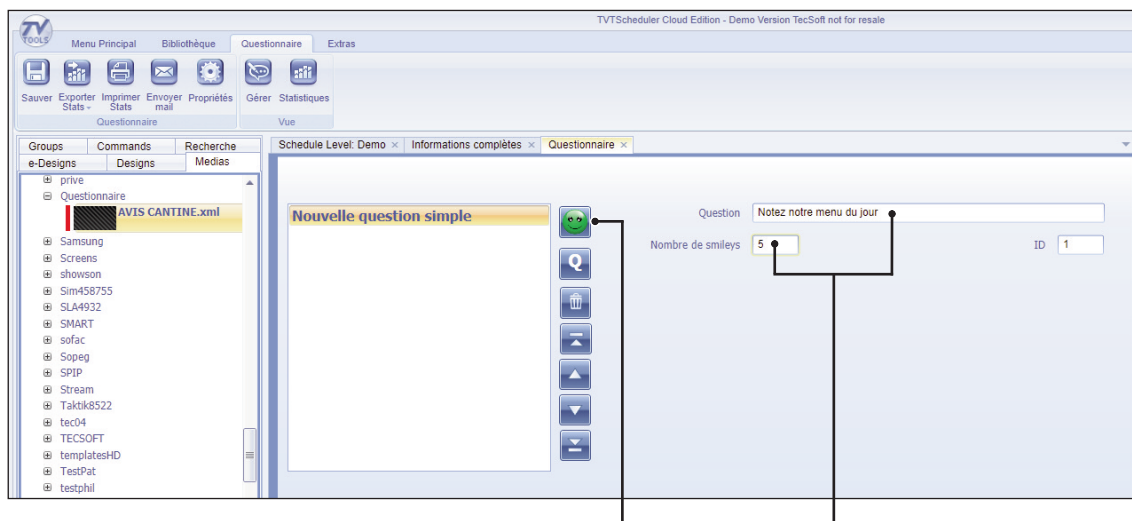 TVTScheduler Cloud Edition - Demo Version TecSoft not for resale
TV
TOOLS
Menu Principal Bibliothèque Questionnaire Extras
Sauver Exporter Stats Imprimer Stats Envoyer mail Propriétés Gérer Statistiques
Questionnaire Vue
Groups Commands Recherche
e-Designs Designs Medias
Schedule Level: Demo × Informations complètes × Questionnaire ×
prive
Questionnaire
AVIS CANTINE.xml
Samsung
Screens
showson
Sim458755
SLA4932
SMART
sofac
Sopeg
SPIP
Stream
Taktik8522
tec04
TECSOFT
templatesHD
TestPat
testphil
Nouvelle question simple
Q
Question Notez notre menu du jour
Nombre de smileys 5 ID 1